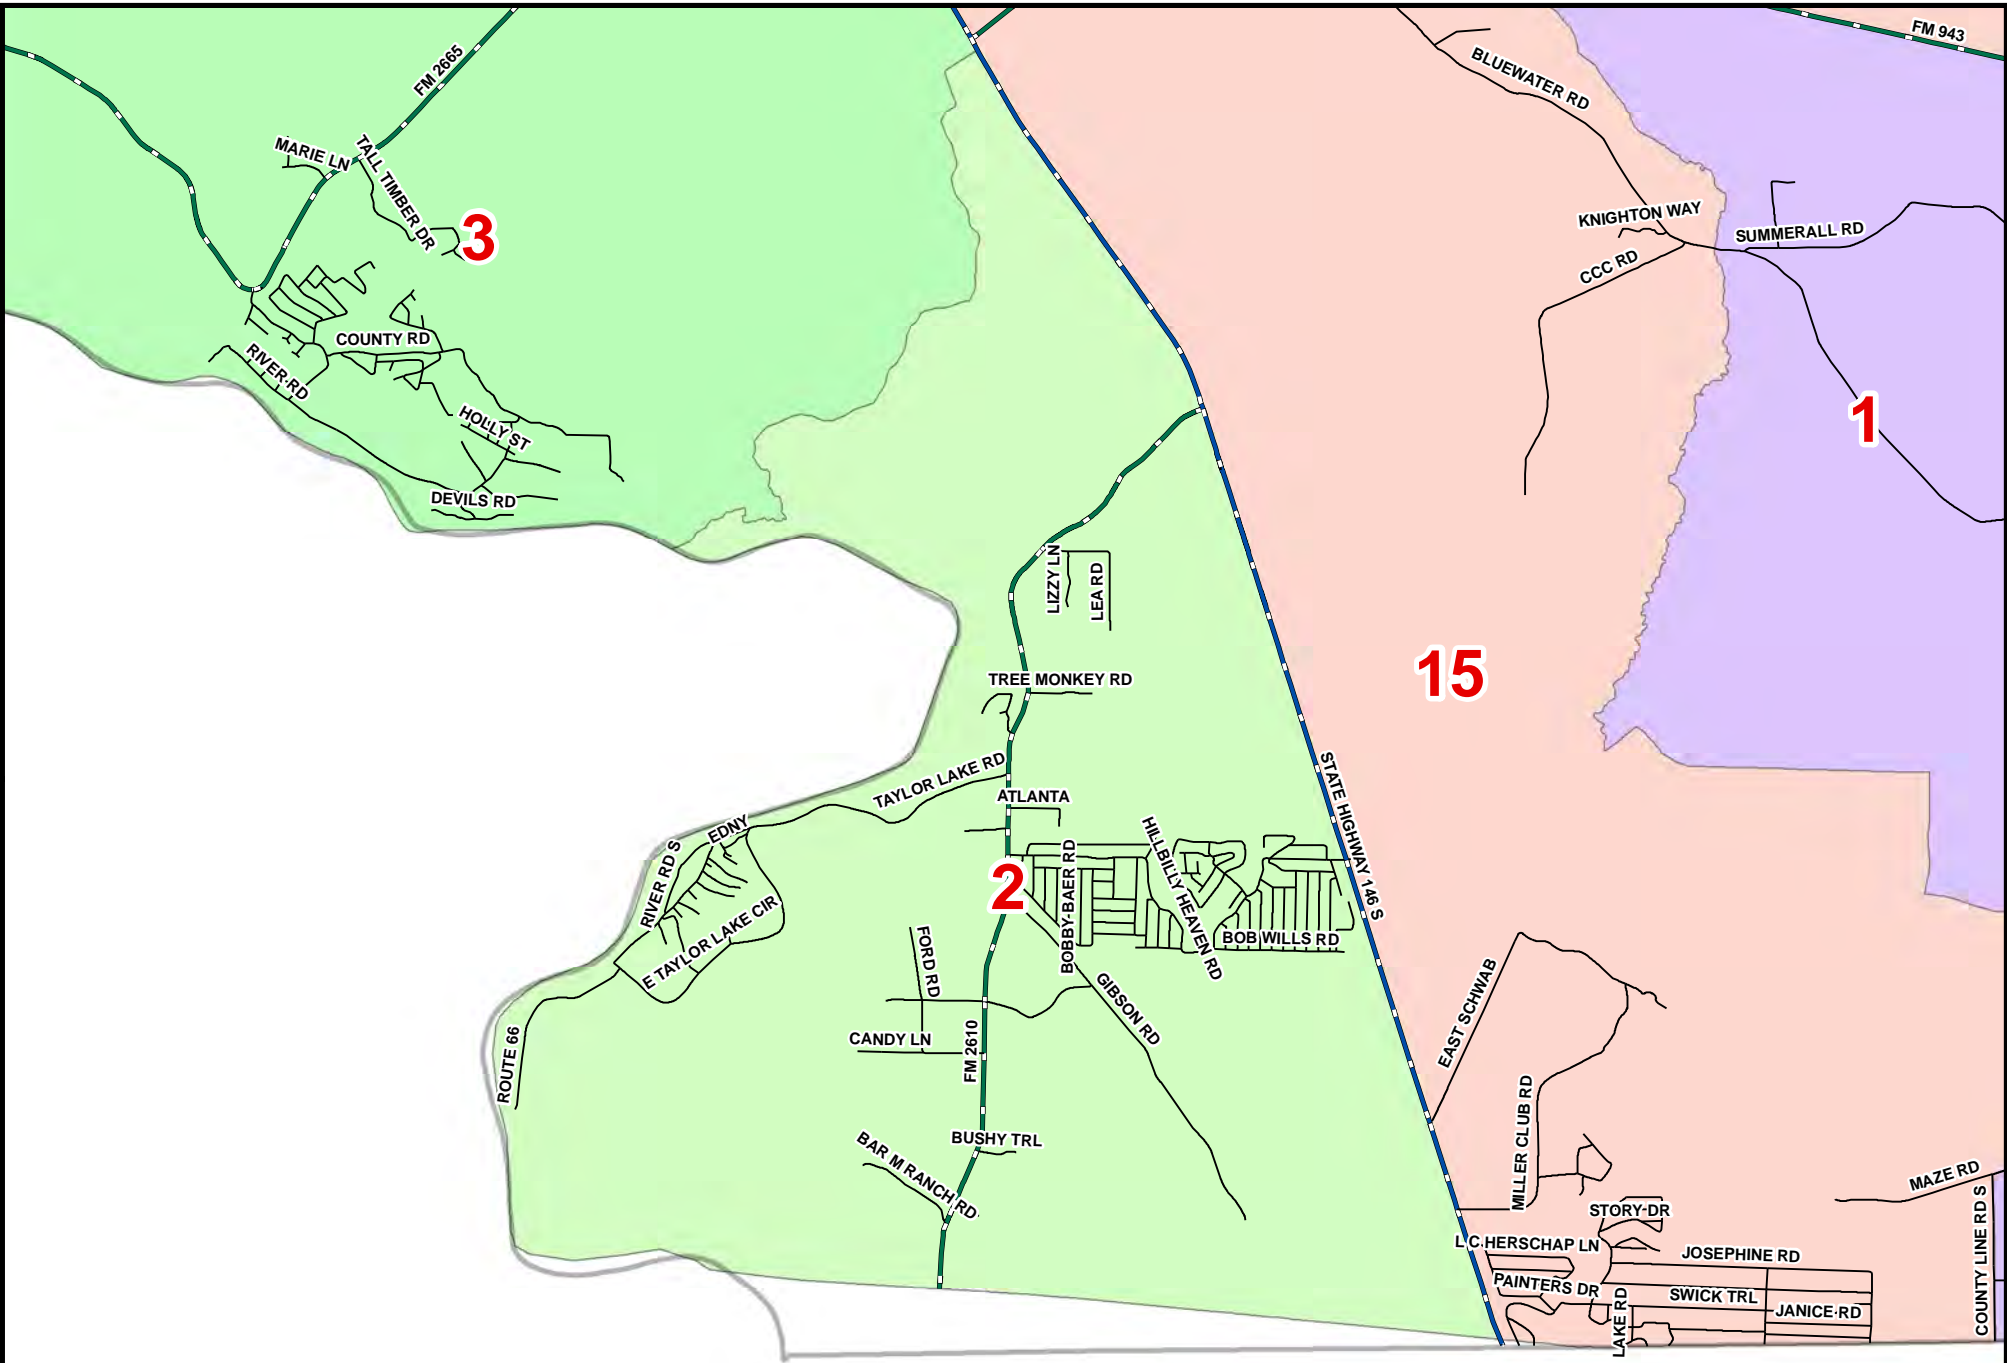 FM 943
FM 2665
BLUEWATER RD
MARIE LN
TALL TIMBER DR
3
KNIGHTON WAY
SUMMERALL RD
CCC RD
COUNTY RD
RIVER RD
HOLLY ST
1
DEVILS RD
LIZZY LN
LEA RD
15
TREE MONKEY RD
TAYLOR LAKE RD
STATE HIGHWAY 146 S
ATLANTA
EDNY
RIVER RD S
2
BOBBY-BAER RD
HILLBILLY HEAVEN RD
E TAYLOR LAKE CIR
BOB WILLS RD
FORD RD
GIBSON RD
EAST SCHWAB
CANDY LN
FM 2610
ROUTE 66
BUSHY TRL
BAR M RANCH RD
MILLER CLUB RD
MAZE RD
STORY DR
L C HERSCHAP LN
JOSEPHINE RD
COUNTY LINE RD S
PAINTERS DR
SWICK TRL
LAKE RD
JANICE RD